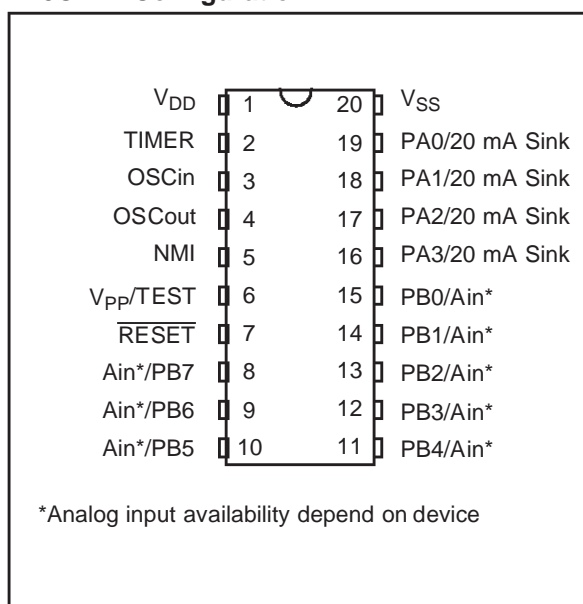 V_DD 1 20 V_SS
TIMER 2 19 PA0/20 mA Sink
OSCin 3 18 PA1/20 mA Sink
OSCout 4 17 PA2/20 mA Sink
NMI 5 16 PA3/20 mA Sink
V_PP/TEST 6 15 PB0/Ain*
RESET 7 14 PB1/Ain*
Ain*/PB7 8 13 PB2/Ain*
Ain*/PB6 9 12 PB3/Ain*
Ain*/PB5 10 11 PB4/Ain*
*Analog input availability depend on device